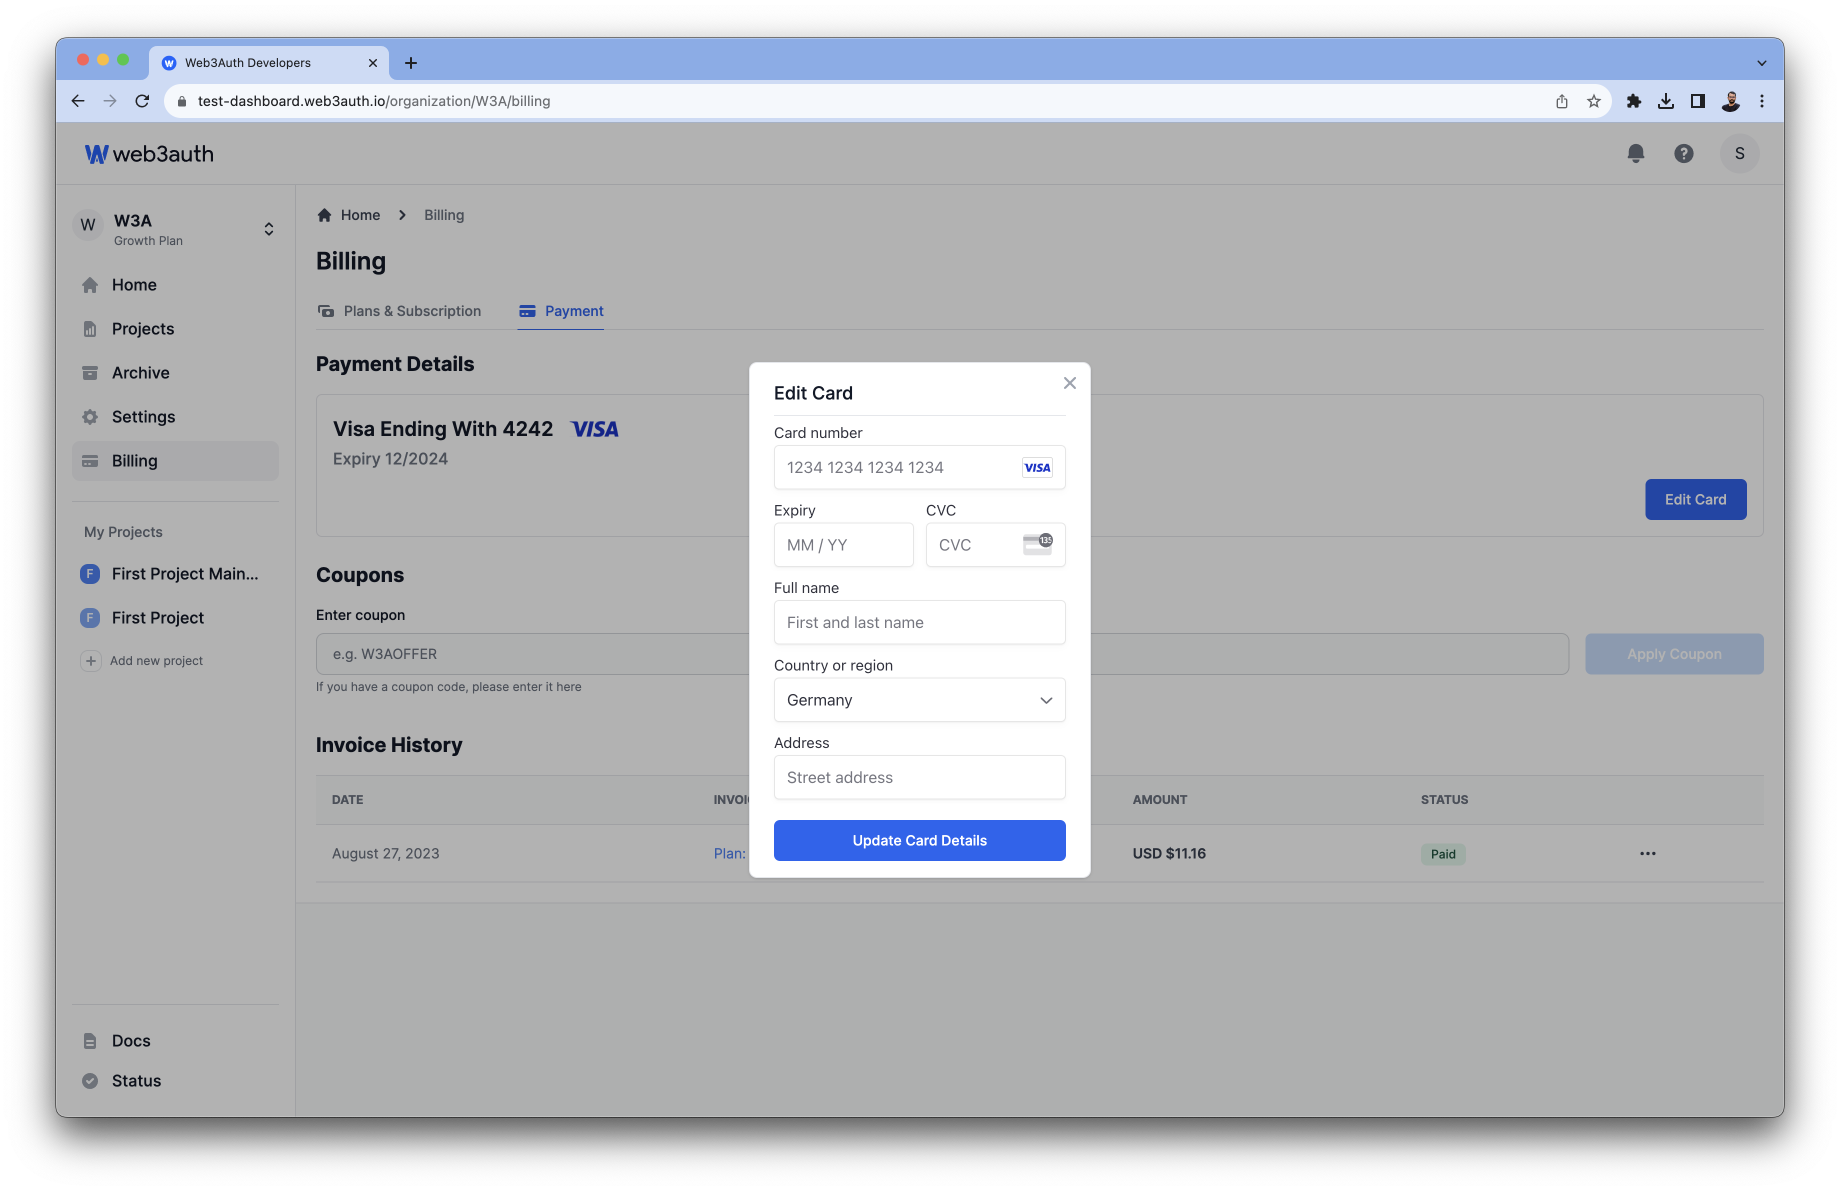 Web3Auth Developers
test-dashboard.web3auth.io/organization/W3A/billing
web3auth
S
W
W3A
Growth Plan
Home
Projects
Archive
Settings
Billing
My Projects
F First Project Main...
F First Project
Add new project
Docs
Status
Home
Billing
Billing
Plans & Subscription
Payment
Payment Details
Visa Ending With 4242 VISA
Expiry 12/2024
Edit Card
Coupons
Enter coupon
e.g. W3AOFFER
Apply Coupon
If you have a coupon code, please enter it here
Invoice History
DATE
AMOUNT
STATUS
August 27, 2023
Plan:
USD $11.16
Paid
Edit Card
Card number
1234 1234 1234 1234 VISA
Expiry
CVC
MM / YY
CVC 135
Full name
First and last name
Country or region
Germany
Address
Street address
Update Card Details